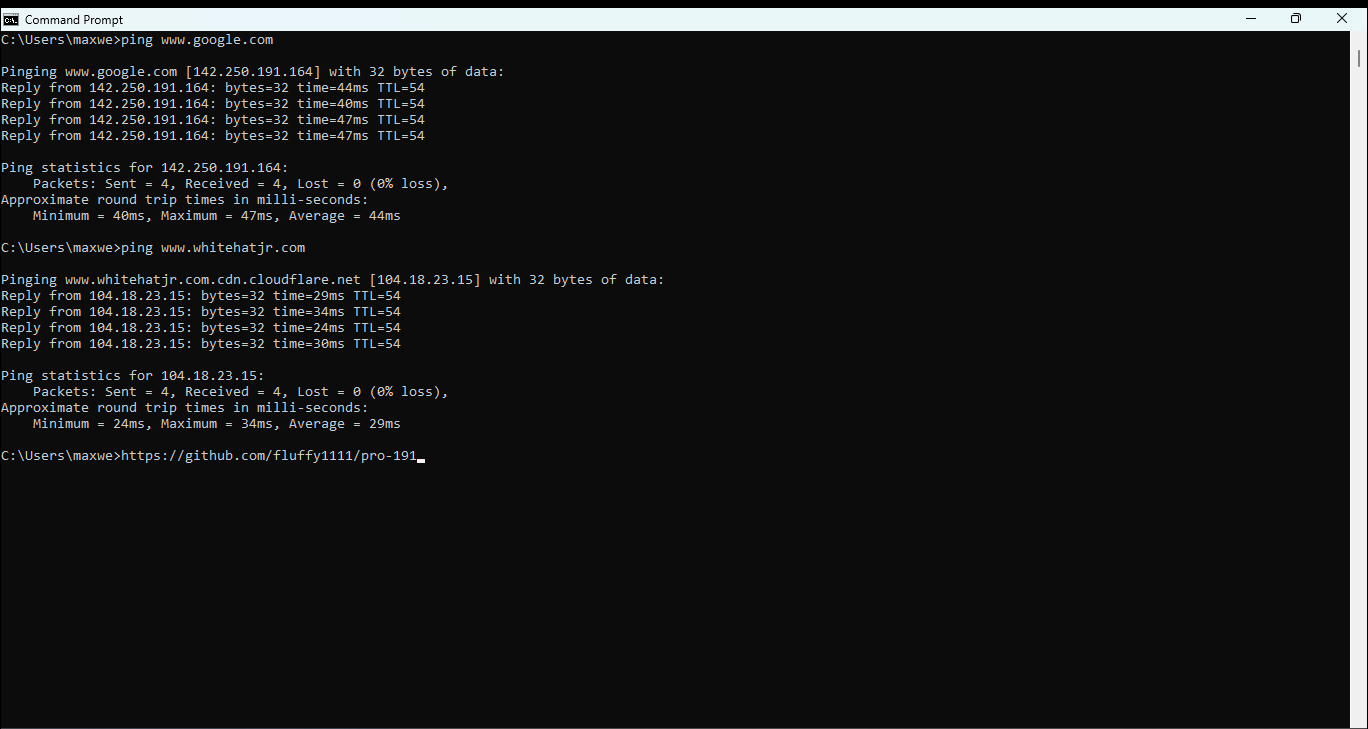 Command Prompt
C:\Users\maxwe>ping www.google.com
Pinging www.google.com [142.250.191.164] with 32 bytes of data:
Reply from 142.250.191.164: bytes=32 time=44ms TTL=54
Reply from 142.250.191.164: bytes=32 time=40ms TTL=54
Reply from 142.250.191.164: bytes=32 time=47ms TTL=54
Reply from 142.250.191.164: bytes=32 time=47ms TTL=54
Ping statistics for 142.250.191.164:
    Packets: Sent = 4, Received = 4, Lost = 0 (0% loss),
Approximate round trip times in milli-seconds:
    Minimum = 40ms, Maximum = 47ms, Average = 44ms
C:\Users\maxwe>ping www.whitehatjr.com
Pinging www.whitehatjr.com.cdn.cloudflare.net [104.18.23.15] with 32 bytes of data:
Reply from 104.18.23.15: bytes=32 time=29ms TTL=54
Reply from 104.18.23.15: bytes=32 time=34ms TTL=54
Reply from 104.18.23.15: bytes=32 time=24ms TTL=54
Reply from 104.18.23.15: bytes=32 time=30ms TTL=54
Ping statistics for 104.18.23.15:
    Packets: Sent = 4, Received = 4, Lost = 0 (0% loss),
Approximate round trip times in milli-seconds:
    Minimum = 24ms, Maximum = 34ms, Average = 29ms
C:\Users\maxwe>https://github.com/fluffy1111/pro-191